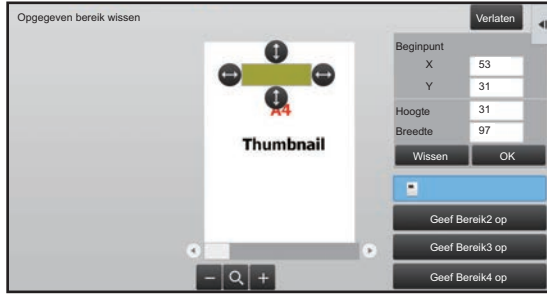 Opgegeven bereik wissen
Verlaten
Beginpunt
X 53
Y 31
Hoogte 31
Breedte 97
Wissen OK
A4
Thumbnail
Geef Bereik2 op
Geef Bereik3 op
Geef Bereik4 op